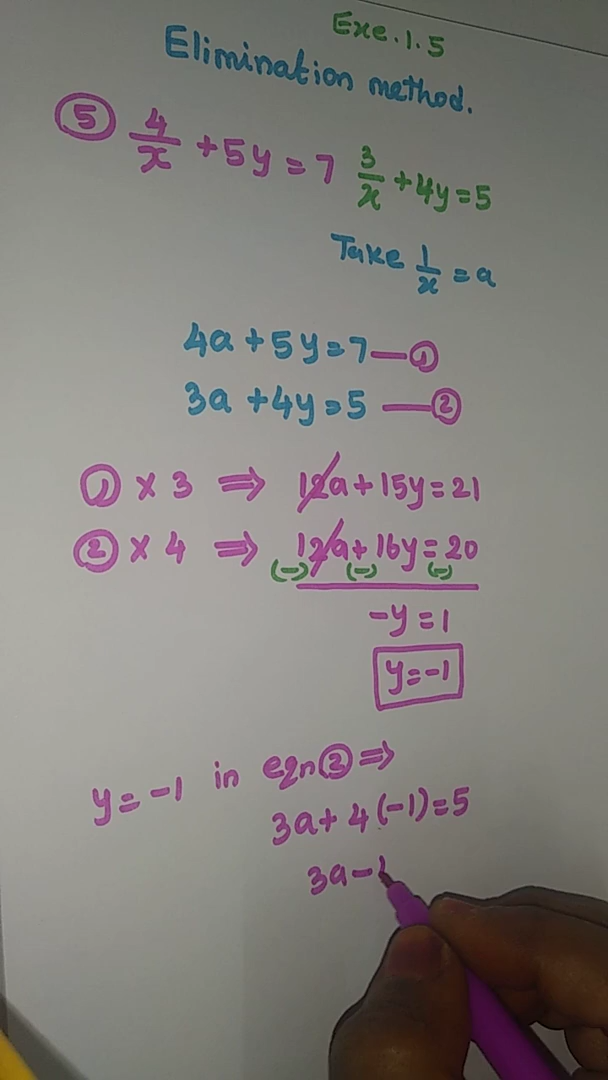 Exe.1.5
Elimination method.
5 4/x + 5y = 7 3/x + 4y = 5
Take 1/x = a
4a + 5y = 7 — 1
3a + 4y = 5 — 2
1 × 3 ⇒ 12a + 15y = 21
2 × 4 ⇒ 12a + 16y = 20
(-) (-) (-)
-y = 1
y = -1
y = -1 in eqn 2 ⇒
3a + 4(-1) = 5
3a -